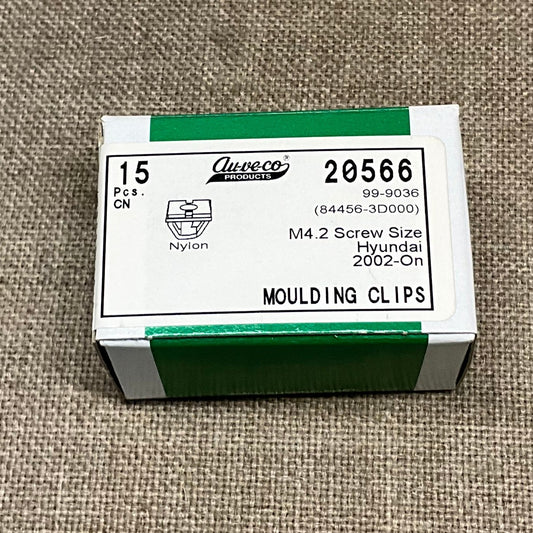 15
Pcs.
CN
Au-ve-co®
PRODUCTS
20566
99-9036
(84456-3D000)
Nylon
M4.2 Screw Size
Hyundai
2002-On
MOULDING CLIPS